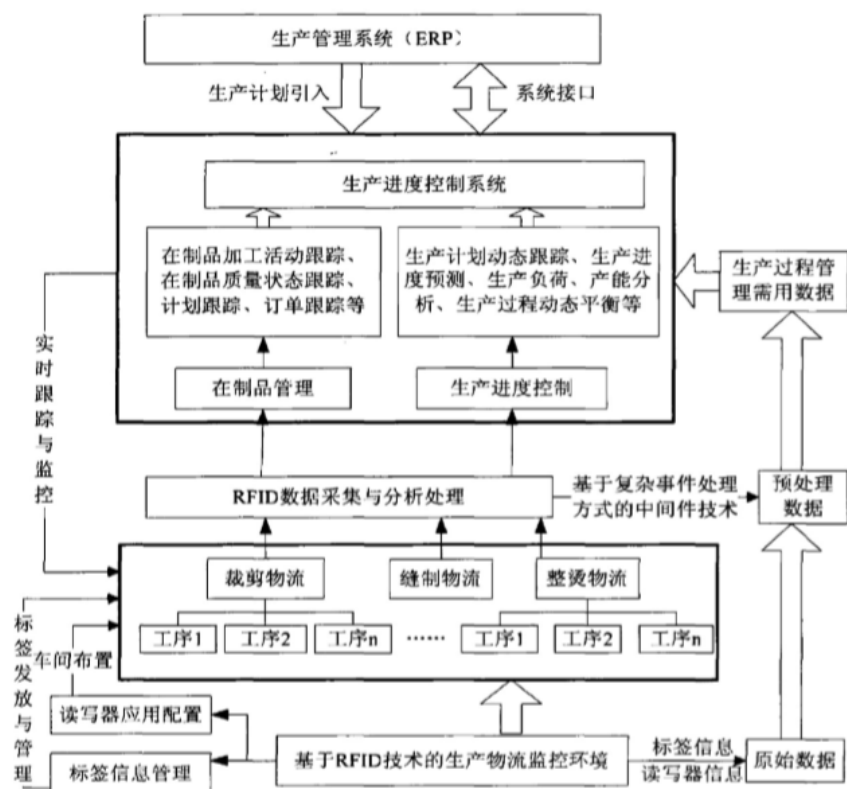 生产管理系统（ERP）
生产计划引入
系统接口
生产进度控制系统
在制品加工活动跟踪、
在制品质量状态跟踪、
计划跟踪、订单跟踪等
生产计划动态跟踪、生产进
度预测、生产负荷、产能分
析、生产过程动态平衡等
生产过程管
理需用数据
实时跟踪与监控
在制品管理
生产进度控制
RFID数据采集与分析处理
基于复杂事件处理
方式的中间件技术
预处理
数据
裁剪物流
缝制物流
整烫物流
工序1
工序2
工序n
……
工序1
工序2
工序n
标签发放与管理
车间布置
读写器应用配置
标签信息管理
基于RFID技术的生产物流监控环境
标签信息
读写器信息
原始数据